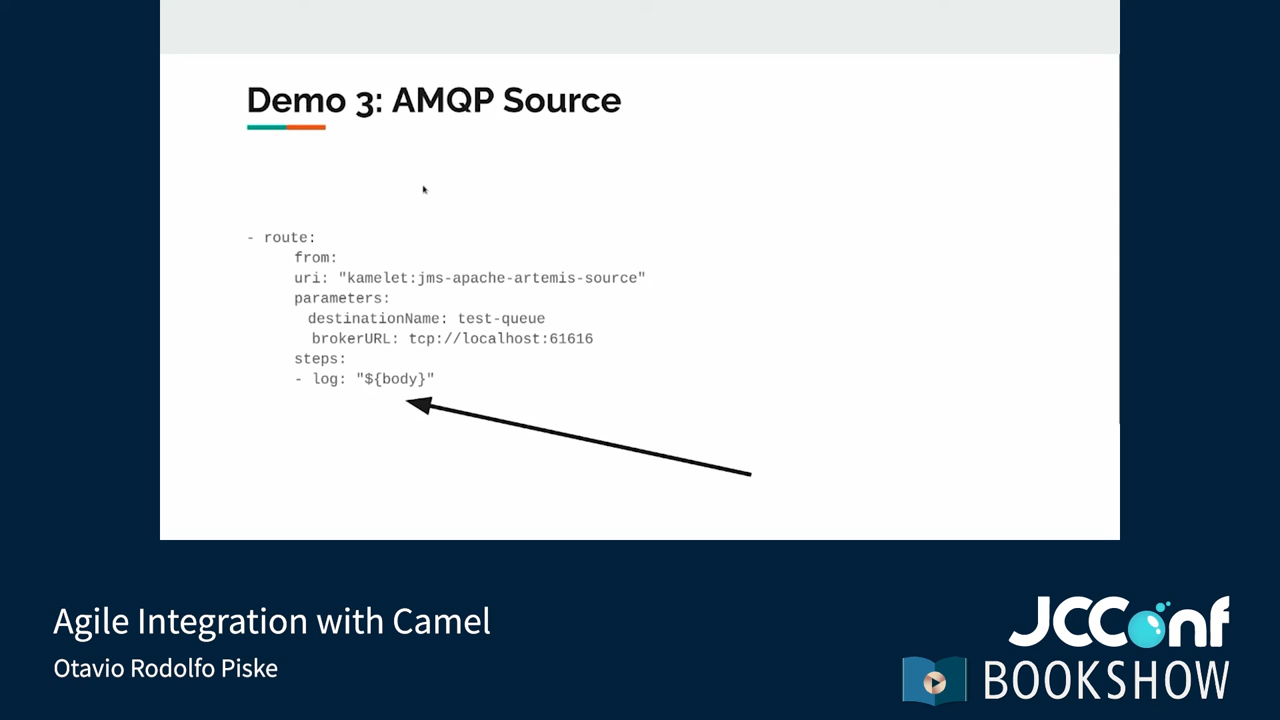 Demo 3: AMQP Source
- route:
from:
uri: "kamelet:jms-apache-artemis-source"
parameters:
destinationName: test-queue
brokerURL: tcp://localhost:61616
steps:
- log: "${body}"
Agile Integration with Camel
Otavio Rodolfo Piske
JCConf
BOOKSHOW